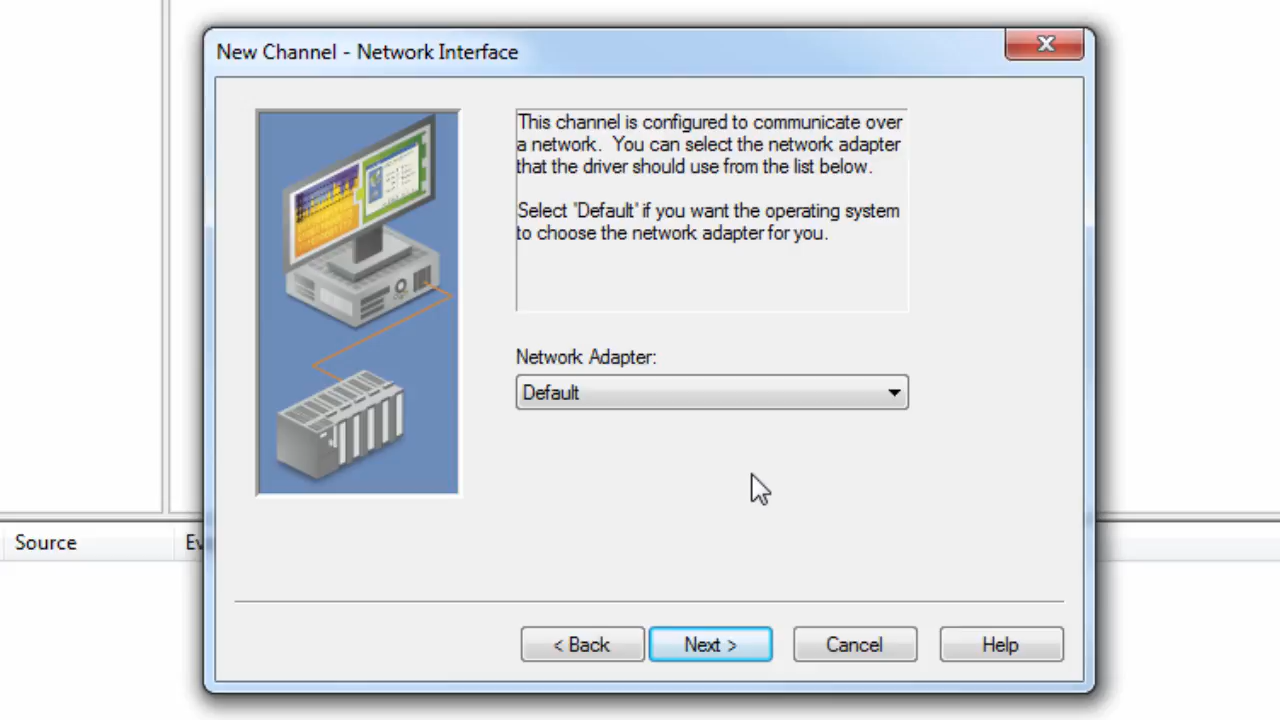 New Channel - Network Interface
This channel is configured to communicate over
a network.  You can select the network adapter
that the driver should use from the list below.
Select "Default" if you want the operating system
to choose the network adapter for you.
Network Adapter:
Default
Source
Ev
< Back
Next >
Cancel
Help